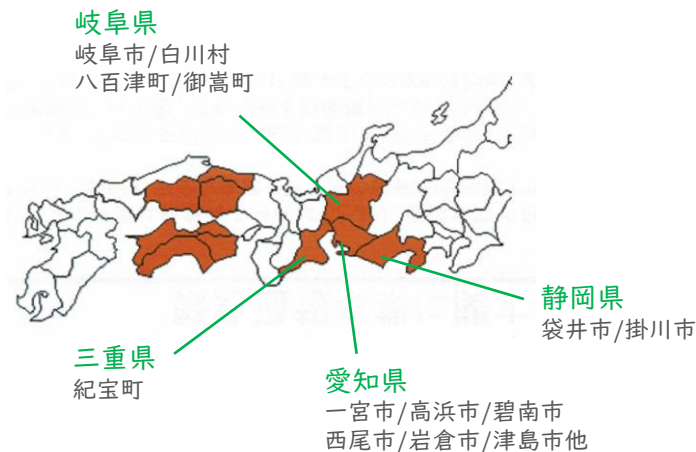 岐阜県
岐阜市/白川村
八百津町/御嵩町
静岡県
袋井市/掛川市
三重県
紀宝町
愛知県
一宮市/高浜市/碧南市
西尾市/岩倉市/津島市他